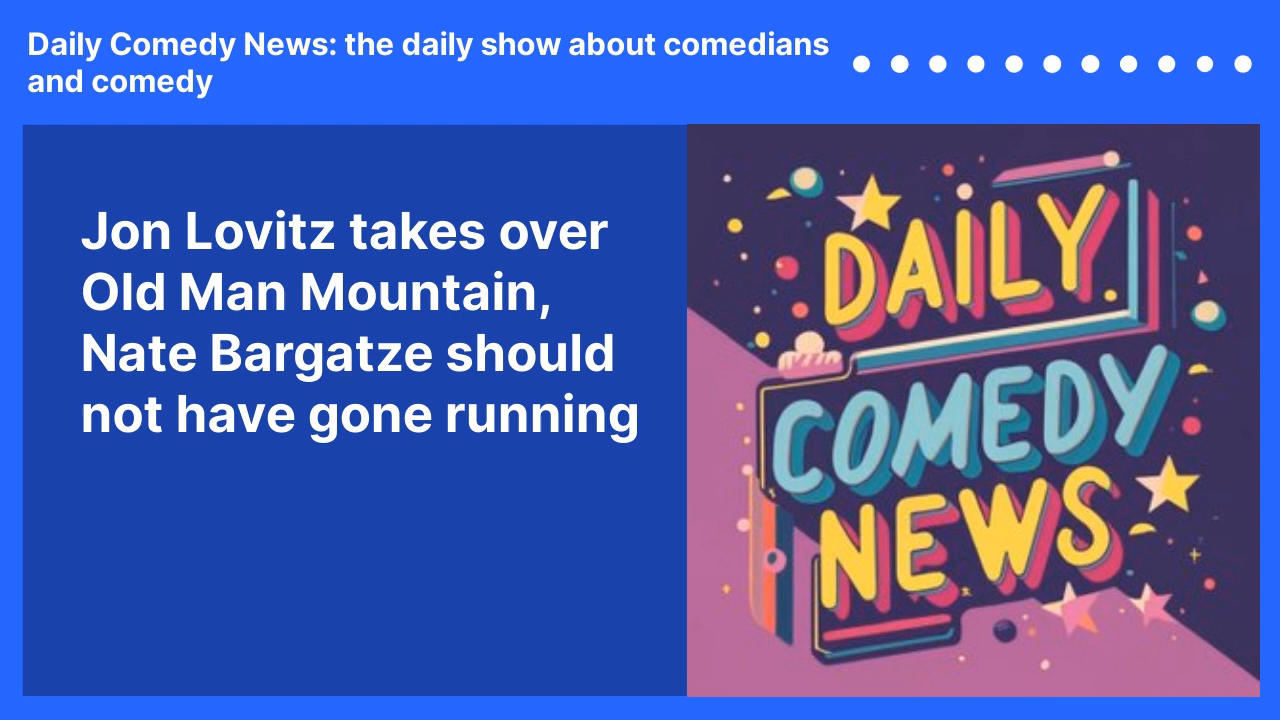 Daily Comedy News: the daily show about comedians
and comedy
Jon Lovitz takes over
Old Man Mountain,
Nate Bargatze should
not have gone running
DAILY
COMEDY
NEWS